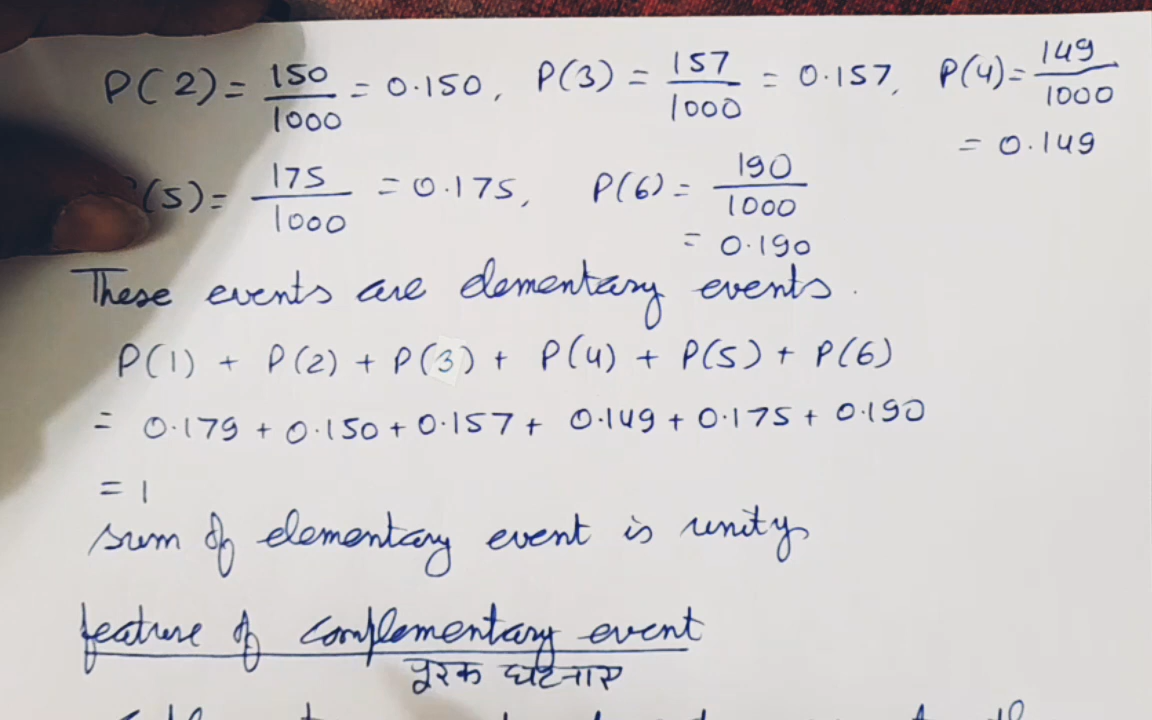 P(2) = 150/1000 = 0.150, P(3) = 157/1000 = 0.157, P(4) = 149/1000
= 0.149
(5) = 175/1000 = 0.175, P(6) = 190/1000
= 0.190
These events are elementary events.
P(1) + P(2) + P(3) + P(4) + P(5) + P(6)
= 0.179 + 0.150 + 0.157 + 0.149 + 0.175 + 0.190
= 1
sum of elementary event is unity
feature of complementary event
पूरक घटनाए